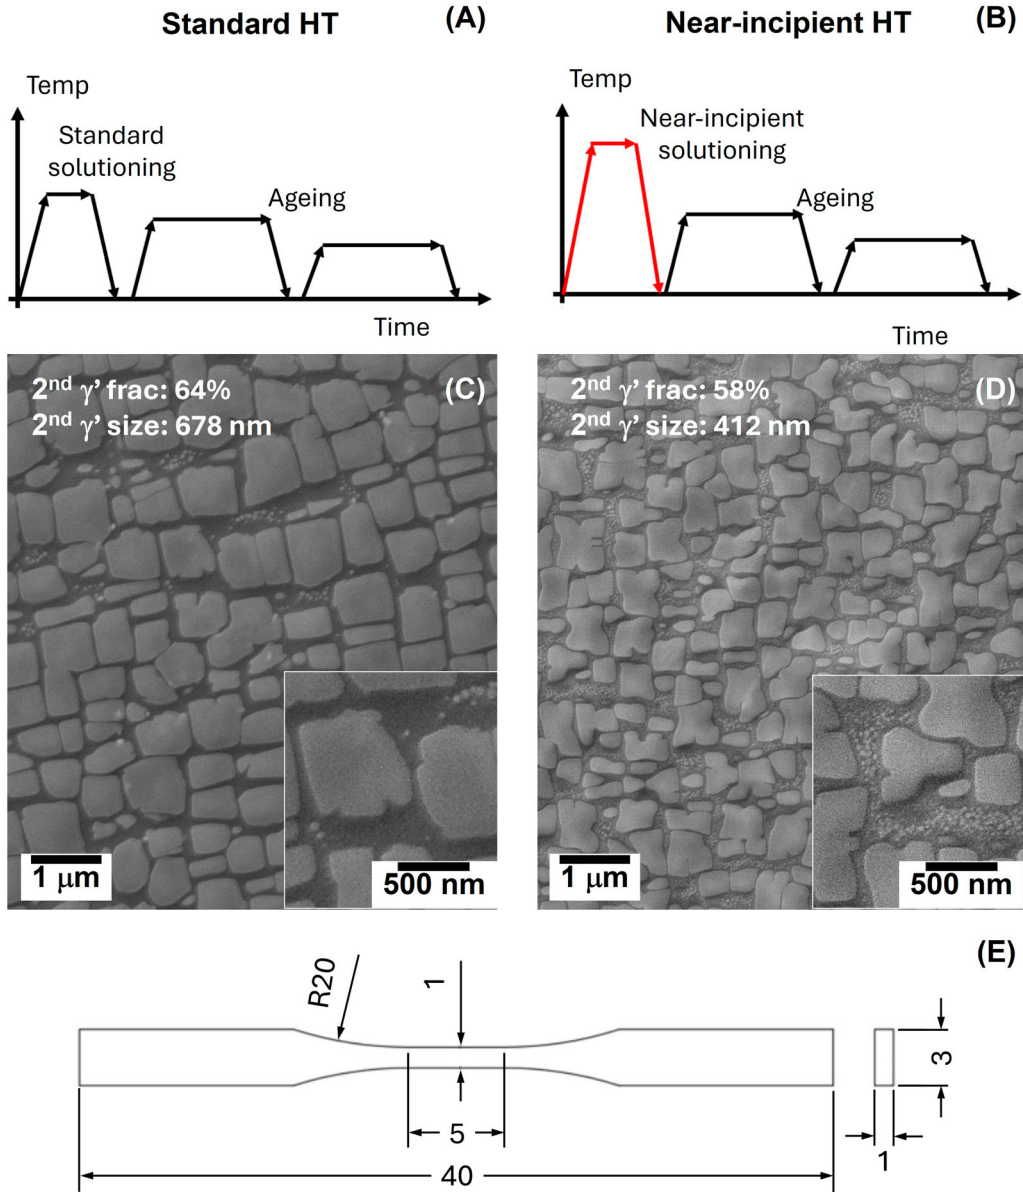 Standard HT
(A)
Temp
Standard
solutioning
Ageing
Time
Near-incipient HT
(B)
Temp
Near-incipient
solutioning
Ageing
Time
2nd γ' frac: 64%
2nd γ' size: 678 nm
(C)
1 μm
500 nm
2nd γ' frac: 58%
2nd γ' size: 412 nm
(D)
1 μm
500 nm
(E)
R20
1
3
5
1
40